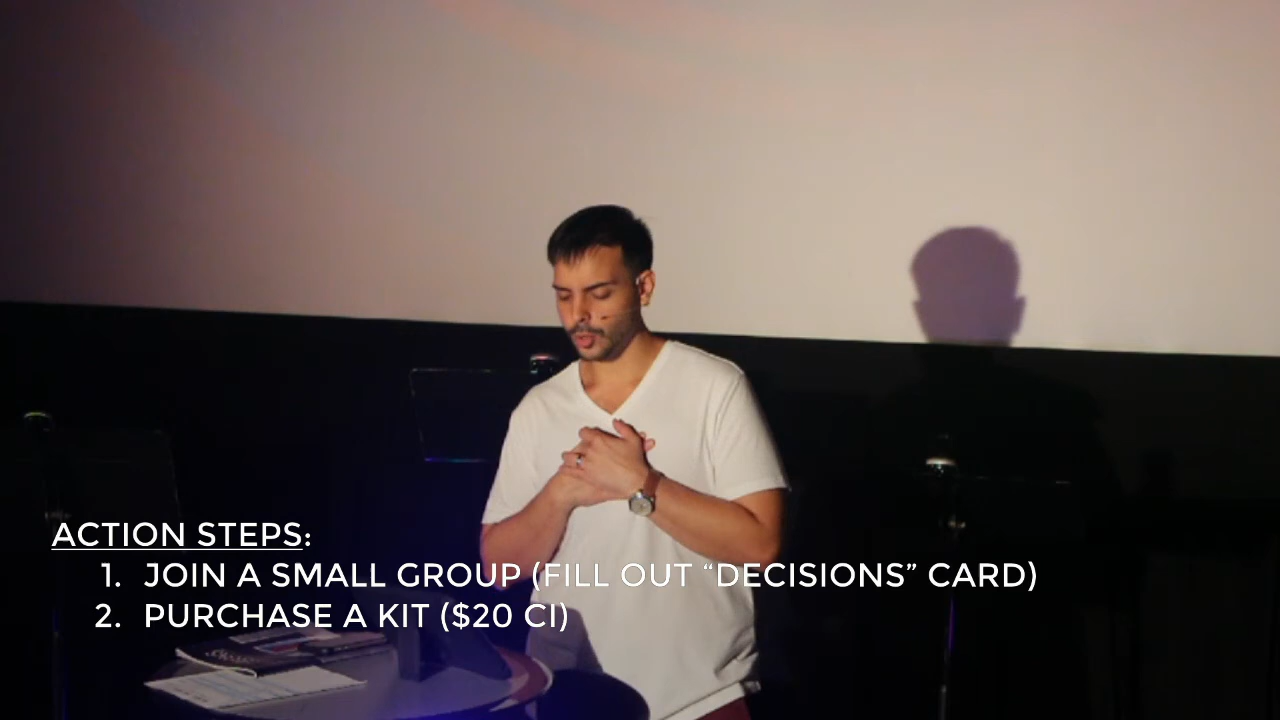 ACTION STEPS:
1. JOIN A SMALL GROUP (FILL OUT “DECISIONS” CARD)
2. PURCHASE A KIT ($20 CI)